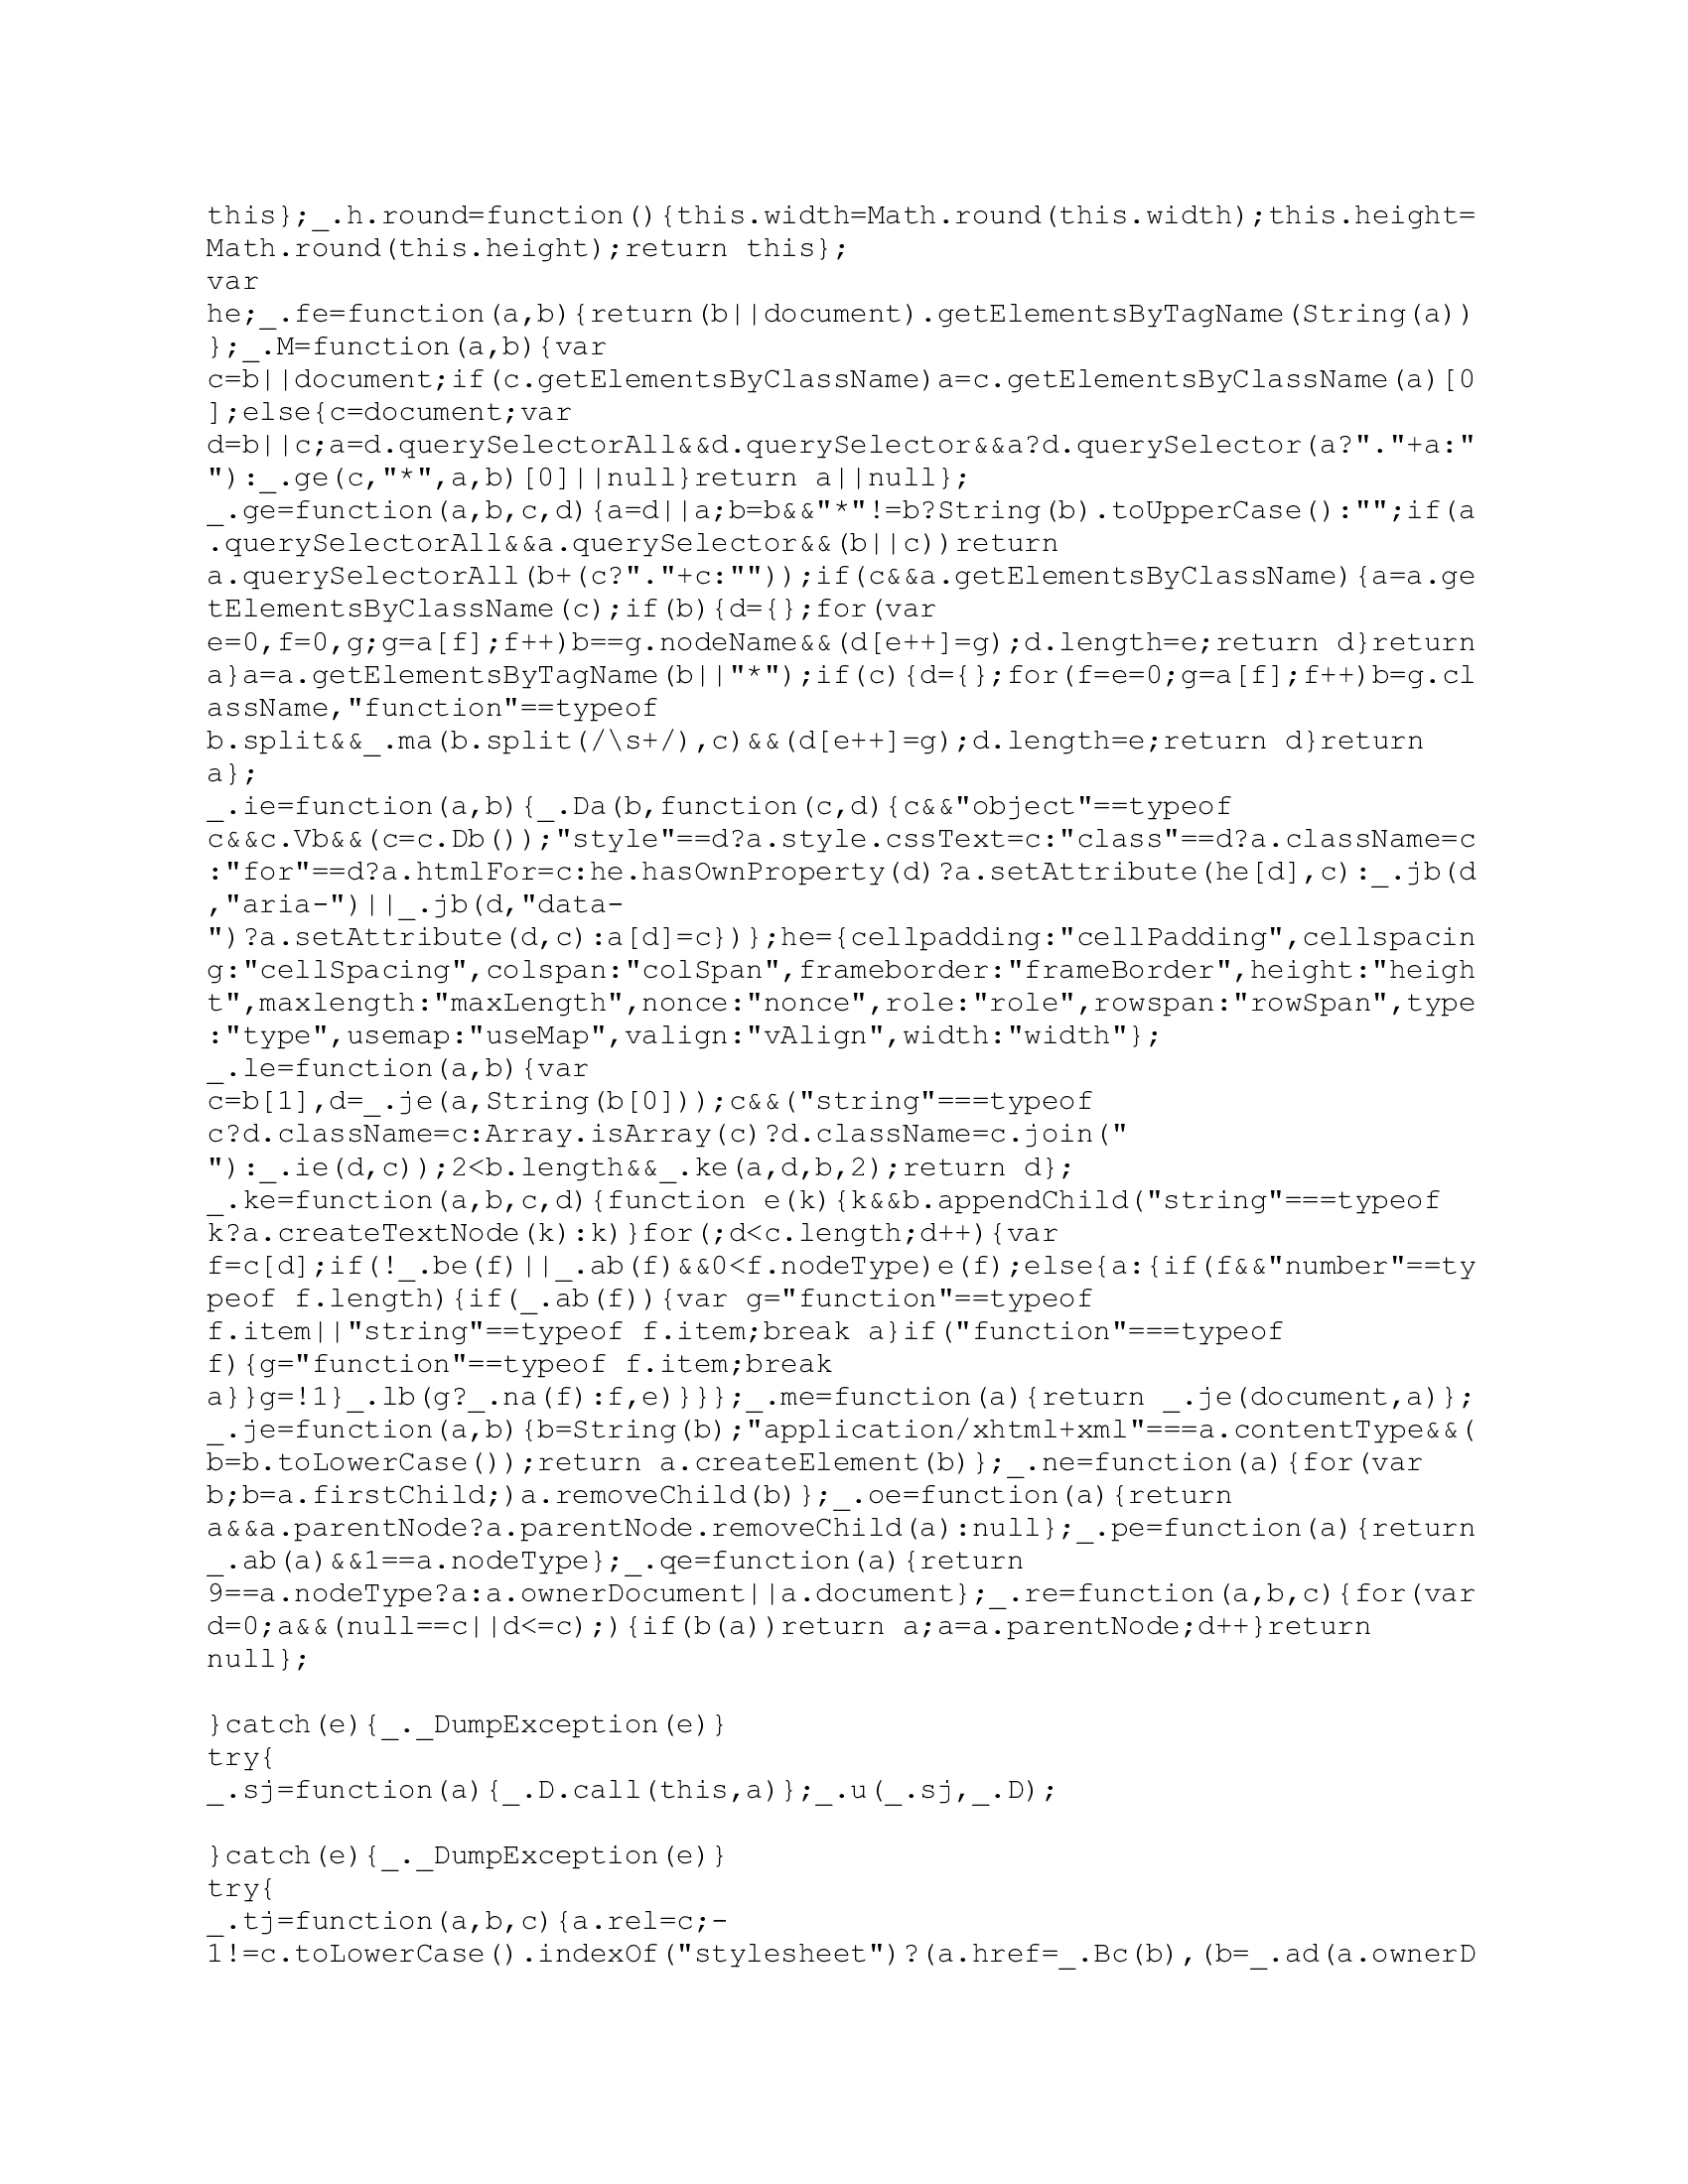 this};_.h.round=function(){this.width=Math.round(this.width);this.height=
Math.round(this.height);return this};
var
he;_.fe=function(a,b){return(b||document).getElementsByTagName(String(a))
};_.M=function(a,b){var
c=b||document;if(c.getElementsByClassName)a=c.getElementsByClassName(a)[0
];else{c=document;var
d=b||c;a=d.querySelectorAll&&d.querySelector&&a?d.querySelector(a?"."+a:"
"):_.ge(c,"*",a,b)[0]||null}return a||null};
_.ge=function(a,b,c,d){a=d||a;b=b&&"*"!=b?String(b).toUpperCase():"";if(a
.querySelectorAll&&a.querySelector&&(b||c))return
a.querySelectorAll(b+(c?"."+c:""));if(c&&a.getElementsByClassName){a=a.ge
tElementsByClassName(c);if(b){d={};for(var
e=0,f=0,g;g=a[f];f++)b==g.nodeName&&(d[e++]=g);d.length=e;return d}return
a}a=a.getElementsByTagName(b||"*");if(c){d={};for(f=e=0;g=a[f];f++)b=g.cl
assName,"function"==typeof
b.split&&_.ma(b.split(/\s+/),c)&&(d[e++]=g);d.length=e;return d}return
a};
_.ie=function(a,b){_.Da(b,function(c,d){c&&"object"==typeof
c&&c.Vb&&(c=c.Db());"style"==d?a.style.cssText=c:"class"==d?a.className=c
:"for"==d?a.htmlFor=c:he.hasOwnProperty(d)?a.setAttribute(he[d],c):_.jb(d
,"aria-")||_.jb(d,"data-
")?a.setAttribute(d,c):a[d]=c})};he={cellpadding:"cellPadding",cellspacin
g:"cellSpacing",colspan:"colSpan",frameborder:"frameBorder",height:"heigh
t",maxlength:"maxLength",nonce:"nonce",role:"role",rowspan:"rowSpan",type
:"type",usemap:"useMap",valign:"vAlign",width:"width"};
_.le=function(a,b){var
c=b[1],d=_.je(a,String(b[0]));c&&("string"===typeof
c?d.className=c:Array.isArray(c)?d.className=c.join("
"):_.ie(d,c));2<b.length&&_.ke(a,d,b,2);return d};
_.ke=function(a,b,c,d){function e(k){k&&b.appendChild("string"===typeof
k?a.createTextNode(k):k)}for(;d<c.length;d++){var
f=c[d];if(!_.be(f)||_.ab(f)&&0<f.nodeType)e(f);else{a:{if(f&&"number"==ty
peof f.length){if(_.ab(f)){var g="function"==typeof
f.item||"string"==typeof f.item;break a}if("function"===typeof
f){g="function"==typeof f.item;break
a}}g=!1}_.lb(g?_.na(f):f,e)}}};_.me=function(a){return _.je(document,a)};
_.je=function(a,b){b=String(b);"application/xhtml+xml"===a.contentType&&(
b=b.toLowerCase());return a.createElement(b)};_.ne=function(a){for(var
b;b=a.firstChild;)a.removeChild(b)};_.oe=function(a){return
a&&a.parentNode?a.parentNode.removeChild(a):null};_.pe=function(a){return
_.ab(a)&&1==a.nodeType};_.qe=function(a){return
9==a.nodeType?a:a.ownerDocument||a.document};_.re=function(a,b,c){for(var
d=0;a&&(null==c||d<=c);){if(b(a))return a;a=a.parentNode;d++}return
null};

}catch(e){_._DumpException(e)}
try{
_.sj=function(a){_.D.call(this,a)};_.u(_.sj,_.D);

}catch(e){_._DumpException(e)}
try{
_.tj=function(a,b,c){a.rel=c;-
1!=c.toLowerCase().indexOf("stylesheet")?(a.href=_.Bc(b),(b=_.ad(a.ownerD